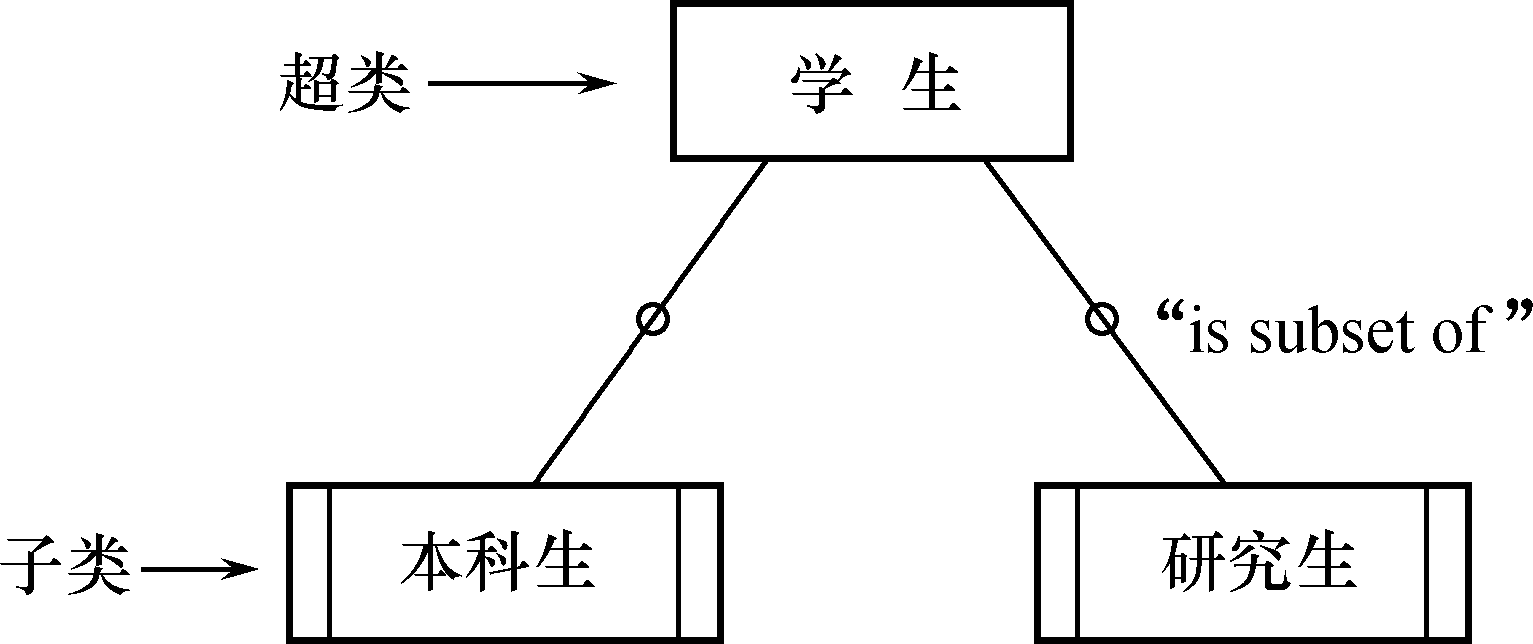 超类
学 生
“is subset of”
子类
本科生
研究生